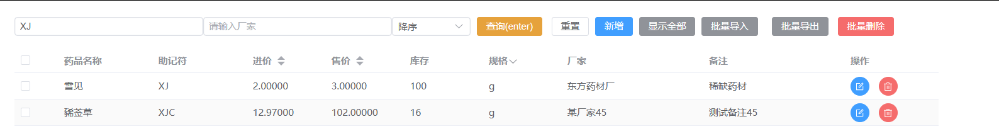 XJ 请输入厂家 降序 查询(enter) 重置 新增 显示全部 批量导入 批量导出 批量删除
药品名称 助记符 进价 售价 库存 规格 厂家 备注 操作
雪见 XJ 2.00000 3.00000 100 g 东方药材厂 稀缺药材
豨莶草 XJC 12.97000 102.00000 16 g 某厂家45 测试备注45